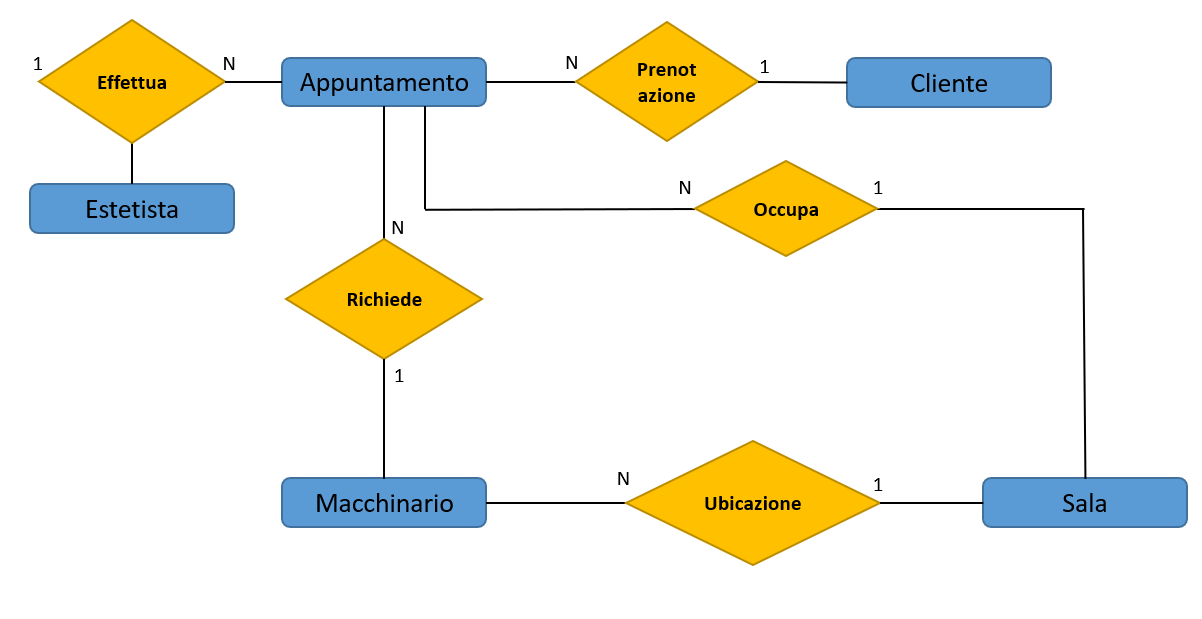 1
Effettua
N
Appuntamento
N
Prenot
azione
1
Cliente
Estetista
N
Occupa
1
N
Richiede
1
Macchinario
N
Ubicazione
1
Sala